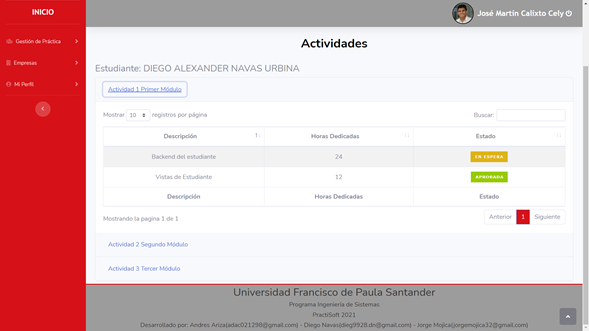 INICIO
José Martín Calixto Cely
Gestión de Práctica
Empresas
Mi Perfil
Actividades
Estudiante: DIEGO ALEXANDER NAVAS URBINA
Actividad 1 Primer Módulo
Mostrar 10 registros por página
Buscar:
Descripción Horas Dedicadas Estado
Backend del estudiante 24 EN ESPERA
Vistas de Estudiante 12 APROBADA
Descripción Horas Dedicadas Estado
Mostrando la pagina 1 de 1
Anterior 1 Siguiente
Actividad 2 Segundo Módulo
Actividad 3 Tercer Módulo
Universidad Francisco de Paula Santander
Programa Ingeniería de Sistemas
PractiSoft 2021
Desarrollado por: Andres Ariza(adac021298@gmail.com) - Diego Navas(dieg9928.dn@gmail.com) - Jorge Mojica(jorgemojica32@gmail.com)